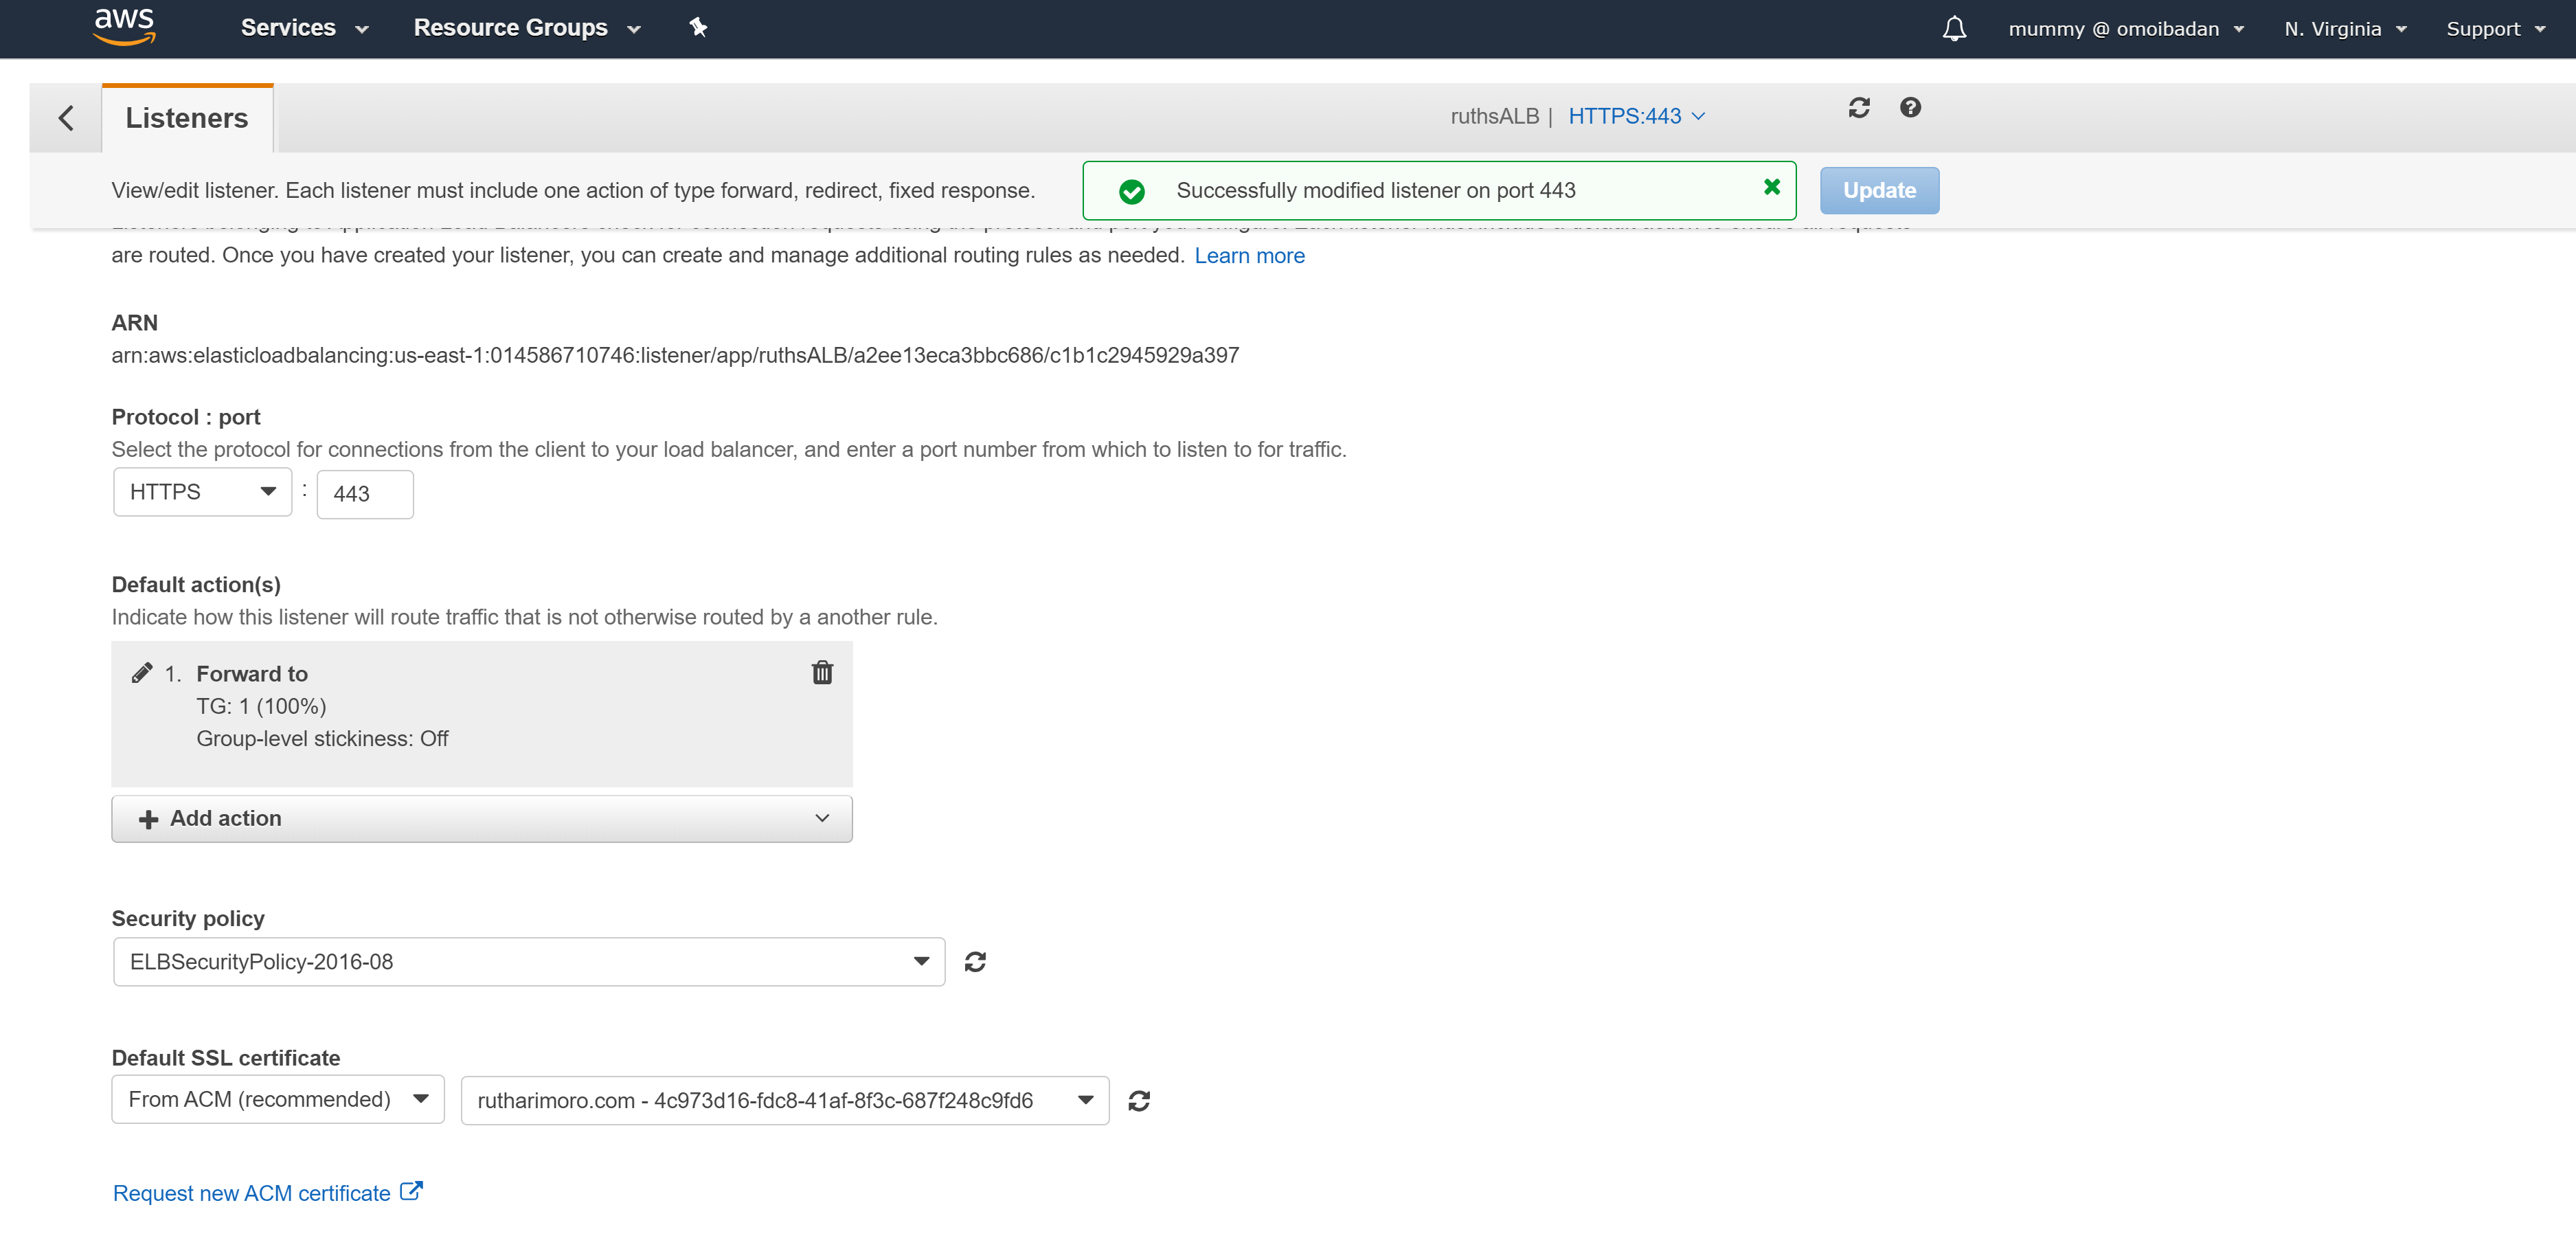 aws
Services
Resource Groups
mummy @ omoibadan
N. Virginia
Support
Listeners
ruthsALB | HTTPS:443
View/edit listener. Each listener must include one action of type forward, redirect, fixed response.
Successfully modified listener on port 443
Update
are routed. Once you have created your listener, you can create and manage additional routing rules as needed. Learn more
ARN
arn:aws:elasticloadbalancing:us-east-1:014586710746:listener/app/ruthsALB/a2ee13eca3bbc686/c1b1c2945929a397
Protocol : port
Select the protocol for connections from the client to your load balancer, and enter a port number from which to listen to for traffic.
HTTPS : 443
Default action(s)
Indicate how this listener will route traffic that is not otherwise routed by a another rule.
1. Forward to
TG: 1 (100%)
Group-level stickiness: Off
Add action
Security policy
ELBSecurityPolicy-2016-08
Default SSL certificate
From ACM (recommended)
rutharimoro.com - 4c973d16-fdc8-41af-8f3c-687f248c9fd6
Request new ACM certificate